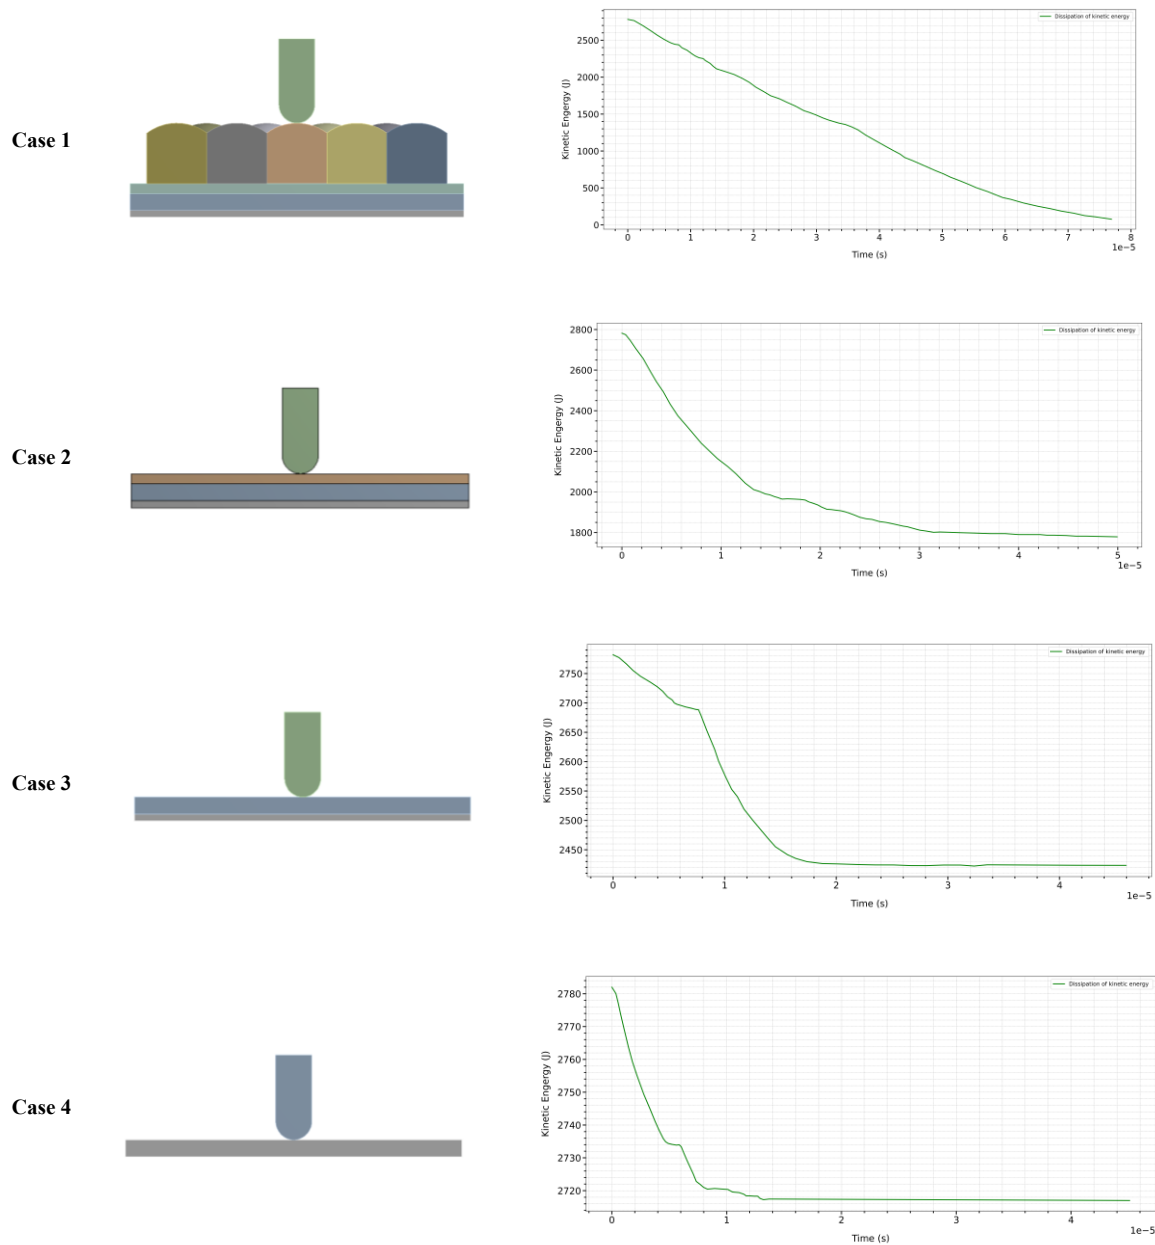 Case 1
Dissipation of kinetic energy
Kinetic Engergy (J)
2500
2000
1500
1000
500
0
0 1 2 3 4 5 6 7 8
1e−5
Time (s)
Case 2
Dissipation of kinetic energy
Kinetic Engergy (J)
2800
2600
2400
2200
2000
1800
0 1 2 3 4 5
1e−5
Time (s)
Case 3
Dissipation of kinetic energy
Kinetic Engergy (J)
2750
2700
2650
2600
2550
2500
2450
0 1 2 3 4
1e−5
Time (s)
Case 4
Dissipation of kinetic energy
Kinetic Engergy (J)
2780
2770
2760
2750
2740
2730
2720
0 1 2 3 4
1e−5
Time (s)